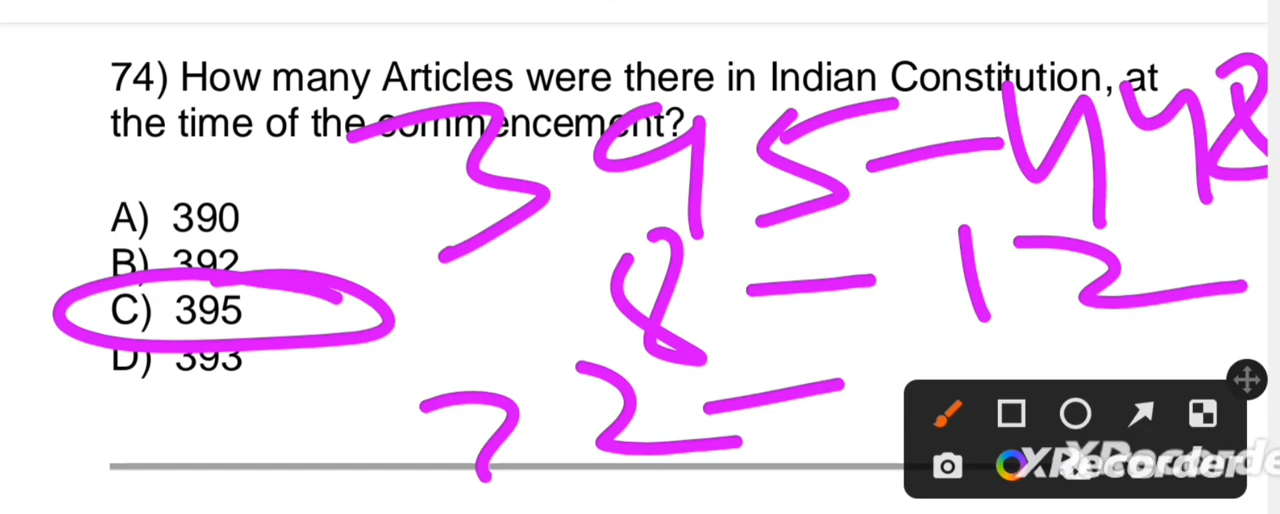 74) How many Articles were there in Indian Constitution, at
the time of the commencement?
395-448
A) 390
B) 392
8-12
C) 395
D) 393
22-
XRecorder